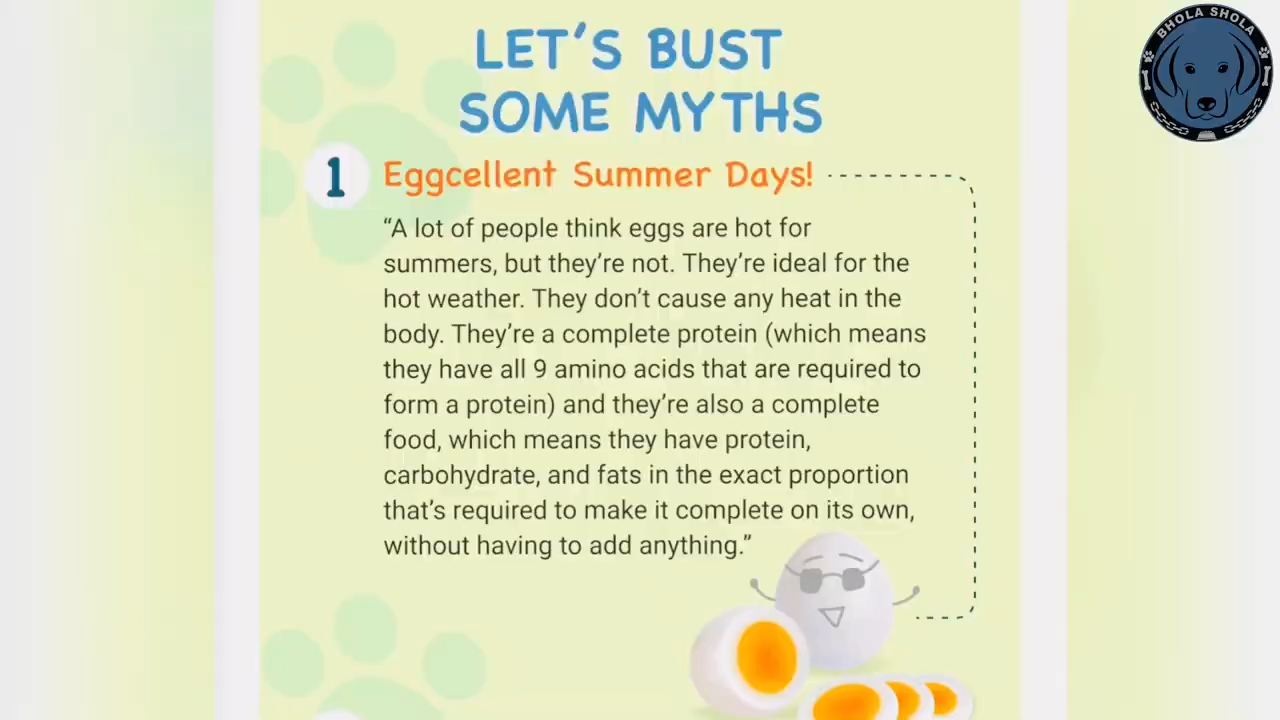 BHOLA SHOLA
LET'S BUST
SOME MYTHS
1 Eggcellent Summer Days!
“A lot of people think eggs are hot for
summers, but they’re not. They’re ideal for the
hot weather. They don’t cause any heat in the
body. They’re a complete protein (which means
they have all 9 amino acids that are required to
form a protein) and they’re also a complete
food, which means they have protein,
carbohydrate, and fats in the exact proportion
that’s required to make it complete on its own,
without having to add anything.”